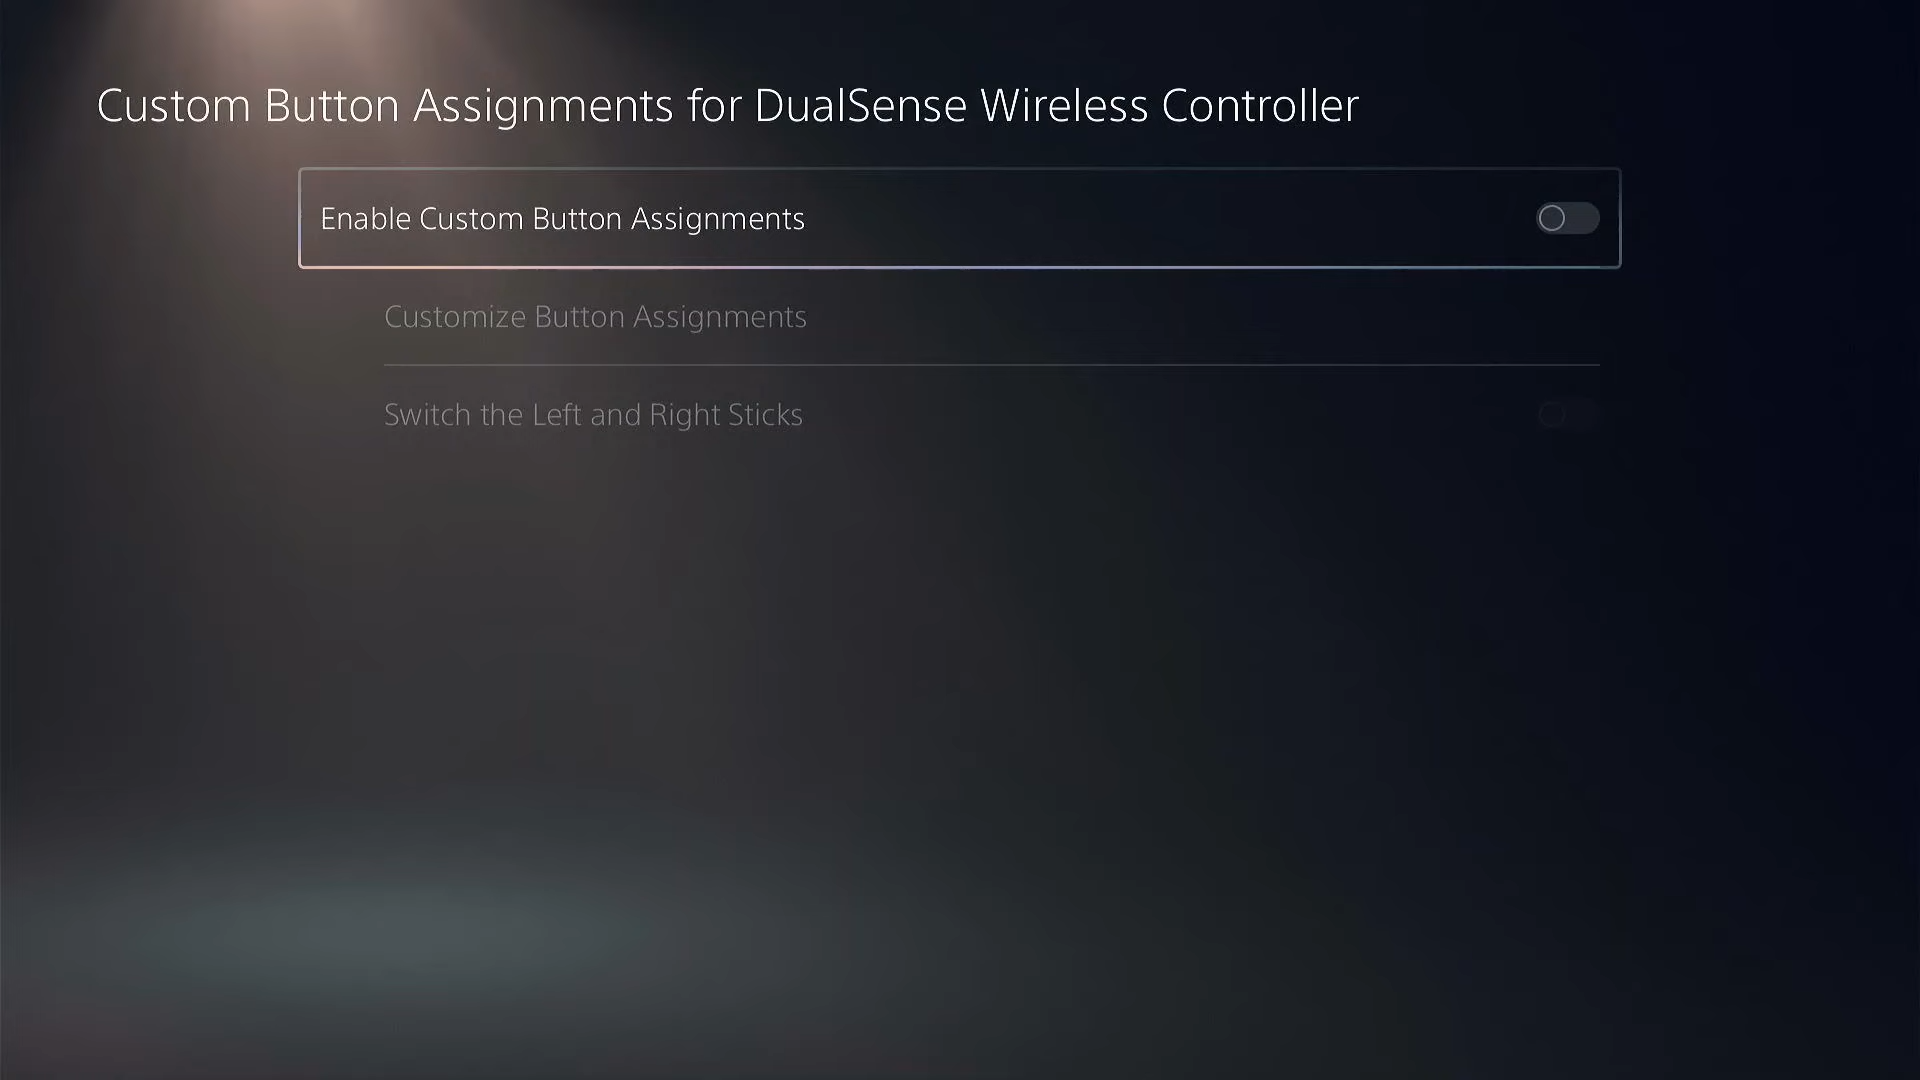 Custom Button Assignments for DualSense Wireless Controller
Enable Custom Button Assignments
Customize Button Assignments
Switch the Left and Right Sticks